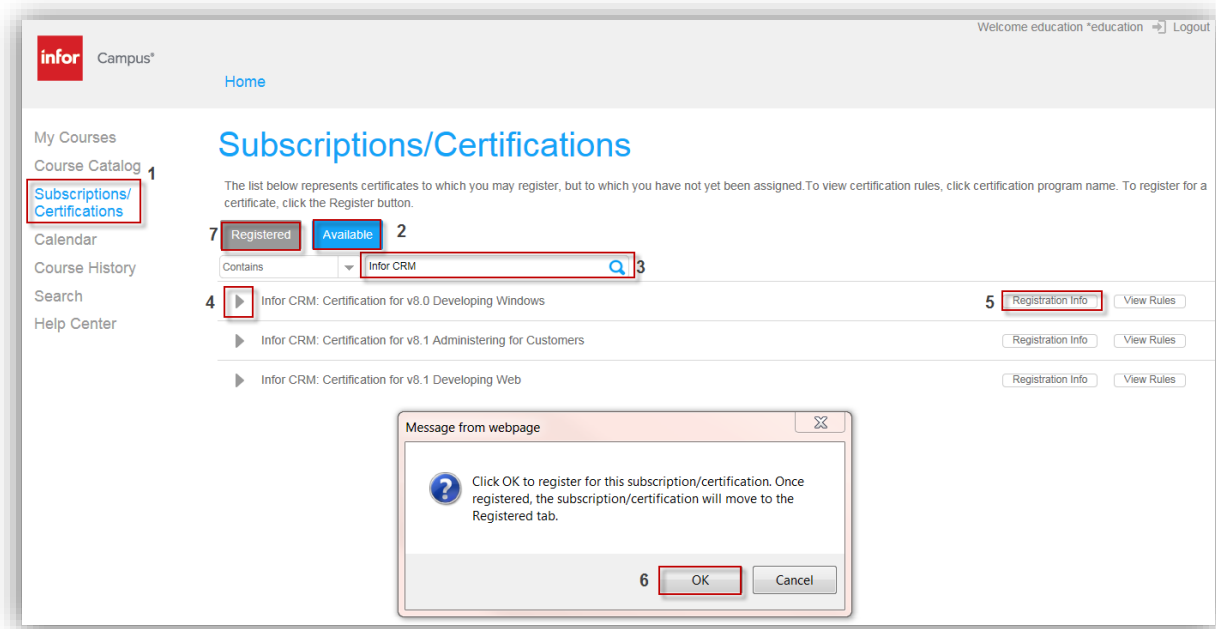 Welcome education *education Logout
infor Campus®
Home
My Courses
Course Catalog 1
Subscriptions/
Certifications
Calendar
Course History
Search
Help Center
Subscriptions/Certifications
The list below represents certificates to which you may register, but to which you have not yet been assigned.To view certification rules, click certification program name. To register for a
certificate, click the Register button.
7 Registered Available 2
Contains Infor CRM 3
4 Infor CRM: Certification for v8.0 Developing Windows 5 Registration Info View Rules
Infor CRM: Certification for v8.1 Administering for Customers Registration Info View Rules
Infor CRM: Certification for v8.1 Developing Web Registration Info View Rules
Message from webpage
Click OK to register for this subscription/certification. Once
registered, the subscription/certification will move to the
Registered tab.
6 OK Cancel